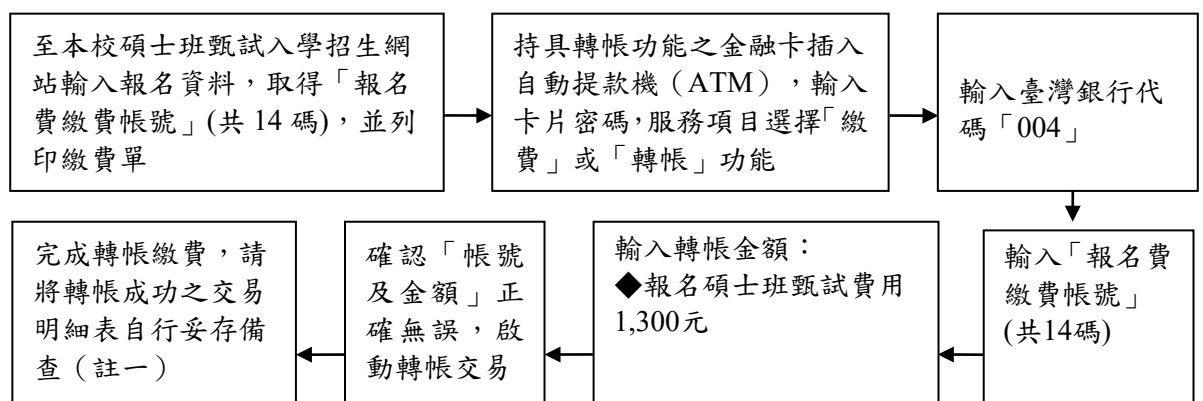 至本校碩士班甄試入學招生網
站輸入報名資料，取得「報名
費繳費帳號」(共 14 碼)，並列
印繳費單
持具轉帳功能之金融卡插入
自動提款機（ATM），輸入
卡片密碼，服務項目選擇「繳
費」或「轉帳」功能
輸入臺灣銀行代
碼「004」
輸入「報名費
繳費帳號」
(共14碼)
輸入轉帳金額：
◆報名碩士班甄試費用
1,300元
確認「帳號
及金額」正
確無誤，啟
動轉帳交易
完成轉帳繳費，請
將轉帳成功之交易
明細表自行妥存備
查（註一）